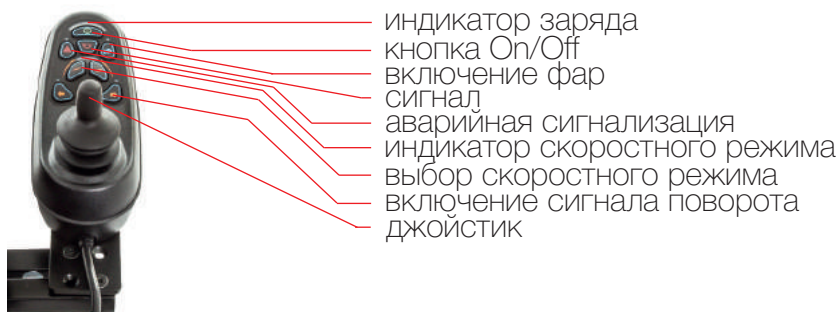 индикатор заряда
кнопка On/Off
включение фар
сигнал
аварийная сигнализация
индикатор скоростного режима
выбор скоростного режима
включение сигнала поворота
джойстик